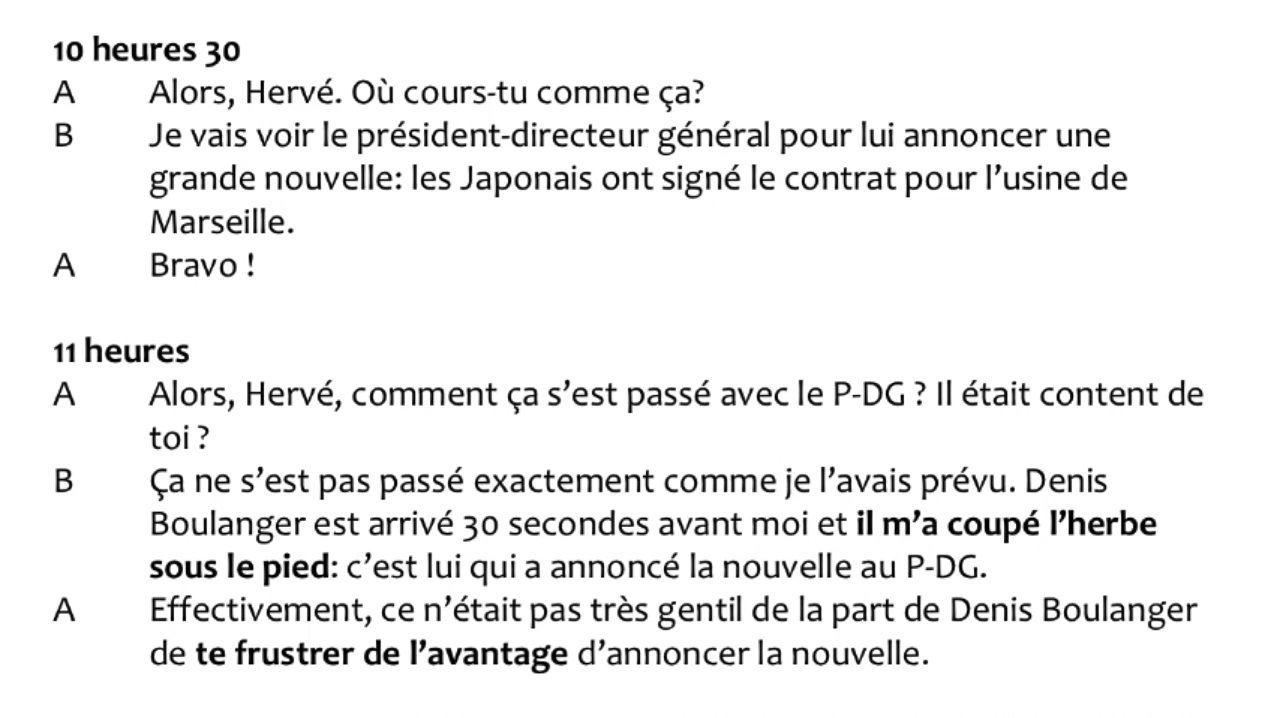 10 heures 30
A Alors, Hervé. Où cours-tu comme ça?
B Je vais voir le président-directeur général pour lui annoncer une
grande nouvelle: les Japonais ont signé le contrat pour l’usine de
Marseille.
A Bravo !
11 heures
A Alors, Hervé, comment ça s’est passé avec le P-DG ? Il était content de
toi ?
B Ça ne s’est pas passé exactement comme je l’avais prévu. Denis
Boulanger est arrivé 30 secondes avant moi et il m’a coupé l’herbe
sous le pied: c’est lui qui a annoncé la nouvelle au P-DG.
A Effectivement, ce n’était pas très gentil de la part de Denis Boulanger
de te frustrer de l’avantage d’annoncer la nouvelle.